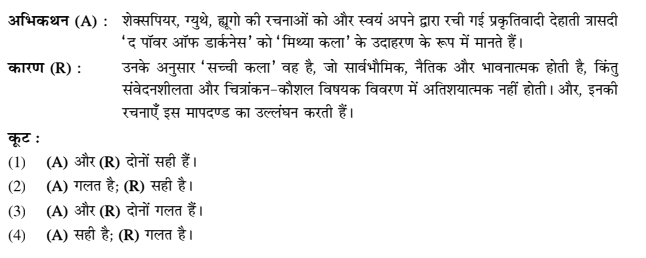 अभिकथन (A) : शेक्सपियर, ग्युथे, ह्यूगो की रचनाओं को और स्वयं अपने द्वारा रची गई प्रकृतिवादी देहाती त्रासदी
‘द पॉवर ऑफ डार्कनेस’ को ‘मिथ्या कला’ के उदाहरण के रूप में मानते हैं।
कारण (R) : उनके अनुसार ‘सच्ची कला’ वह है, जो सार्वभौमिक, नैतिक और भावनात्मक होती है, किंतु
संवेदनशीलता और चित्रांकन-कौशल विषयक विवरण में अतिशयात्मक नहीं होती। और, इनकी
रचनाएँ इस मापदण्ड का उल्लंघन करती हैं।
कूट :
(1) (A) और (R) दोनों सही हैं।
(2) (A) गलत है; (R) सही है।
(3) (A) और (R) दोनों गलत हैं।
(4) (A) सही है; (R) गलत है।